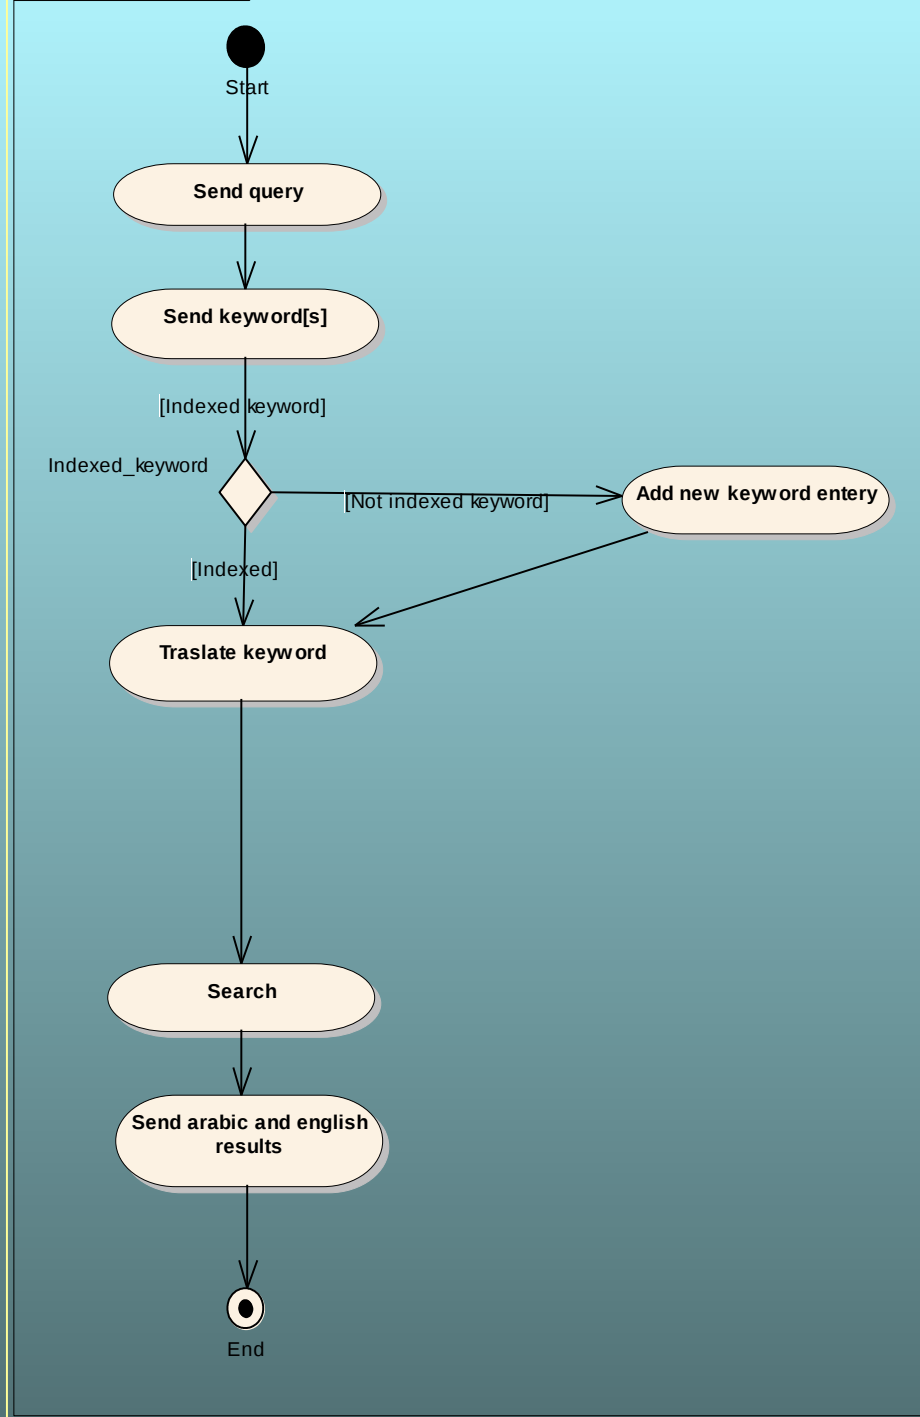 Start
Send query
Send keyword[s]
[Indexed keyword]
Indexed_keyword
[Not indexed keyword]
Add new keyword entery
[Indexed]
Traslate keyword
Search
Send arabic and english
results
End